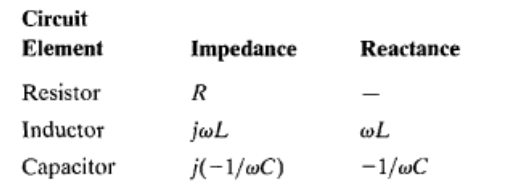 Circuit
Element Impedance Reactance
Resistor R —
Inductor jωL ωL
Capacitor j(−1/ωC) −1/ωC